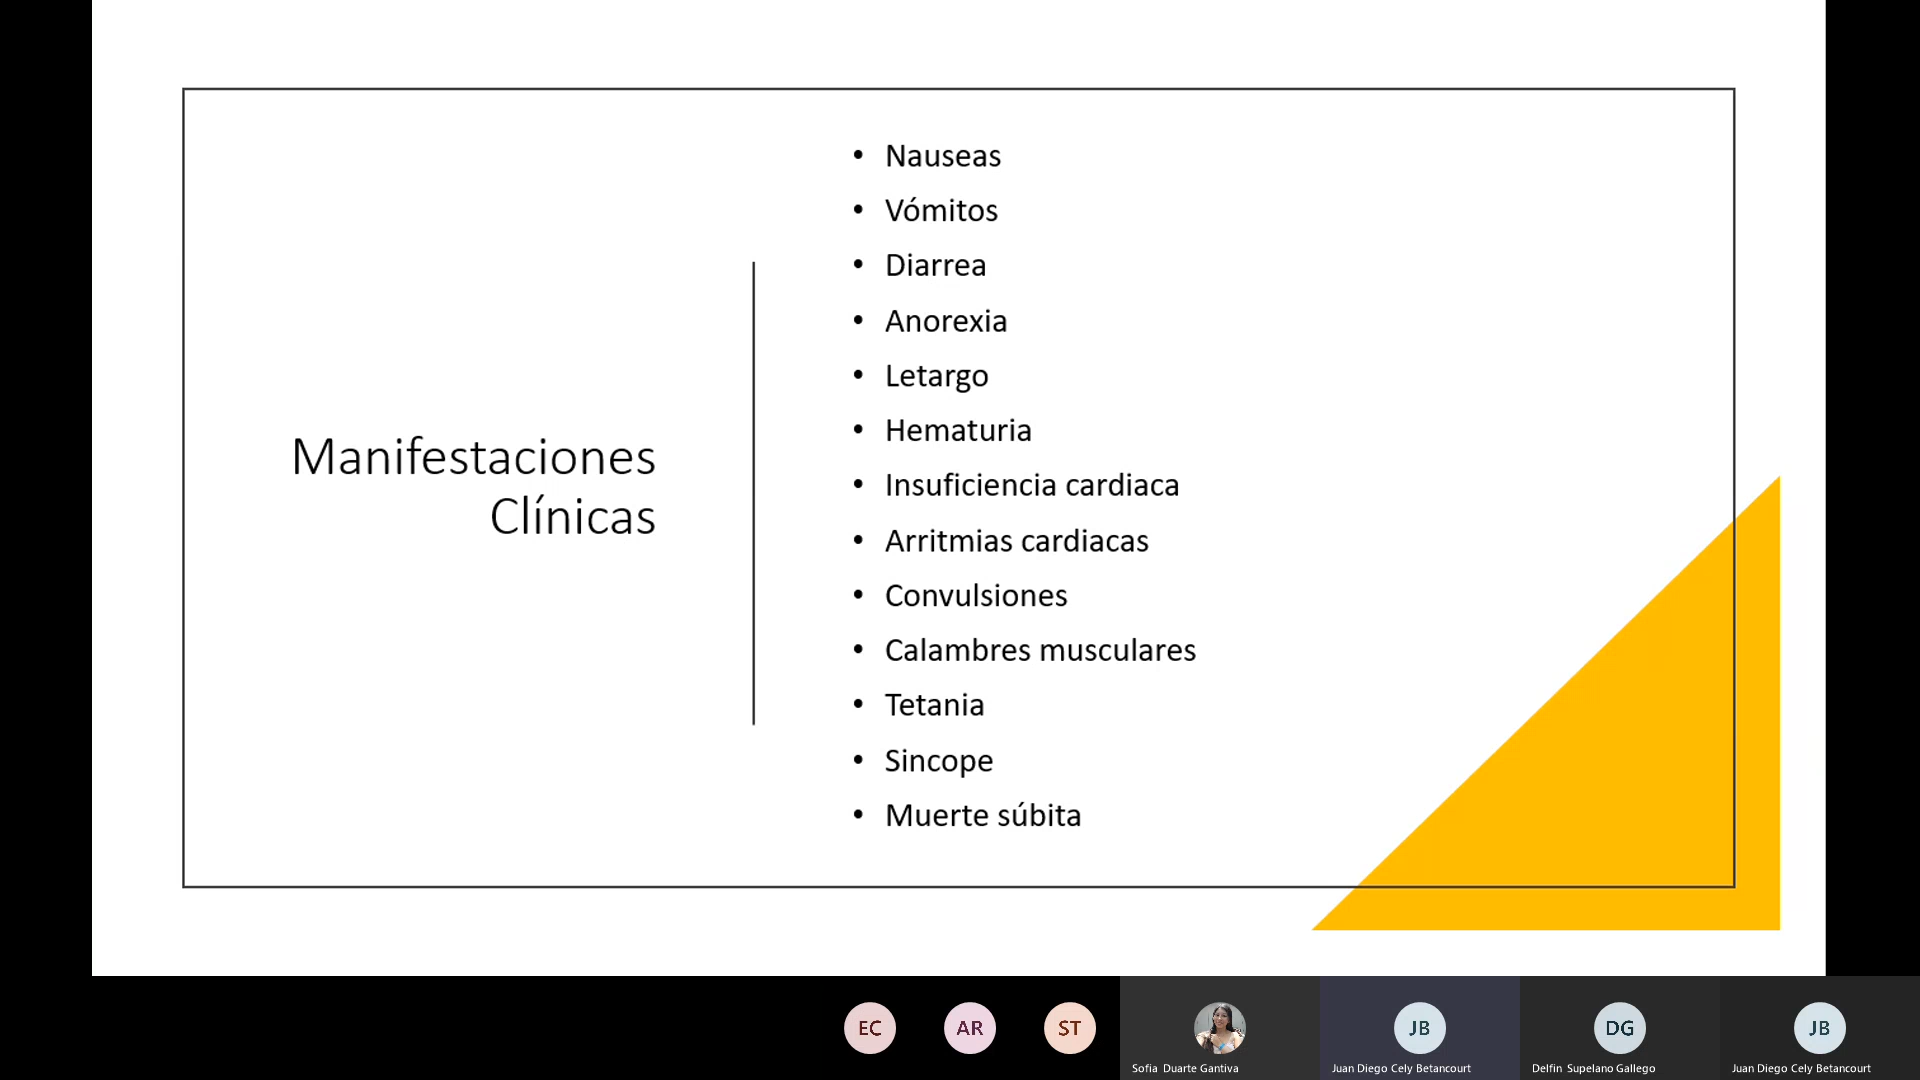 Manifestaciones
Clínicas
• Nauseas
• Vómitos
• Diarrea
• Anorexia
• Letargo
• Hematuria
• Insuficiencia cardiaca
• Arritmias cardiacas
• Convulsiones
• Calambres musculares
• Tetania
• Sincope
• Muerte súbita
EC
AR
ST
JB
DG
JB
Sofia Duarte Gantiva
Juan Diego Cely Betancourt
Delfin Supelano Gallego
Juan Diego Cely Betancourt